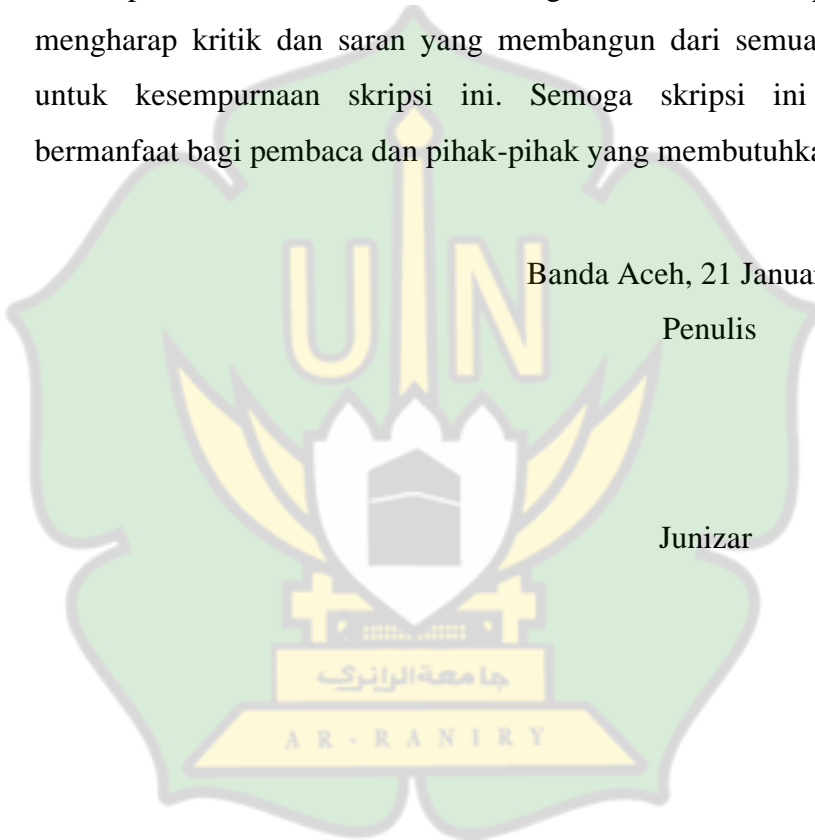 mengharap kritik dan saran yang membangun dari semua
untuk kesempurnaan skripsi ini. Semoga skripsi ini
bermanfaat bagi pembaca dan pihak-pihak yang membutuhka
Banda Aceh, 21 Januar
Penulis
UIN
Junizar
جامعة الرانري
AR-RANIRY